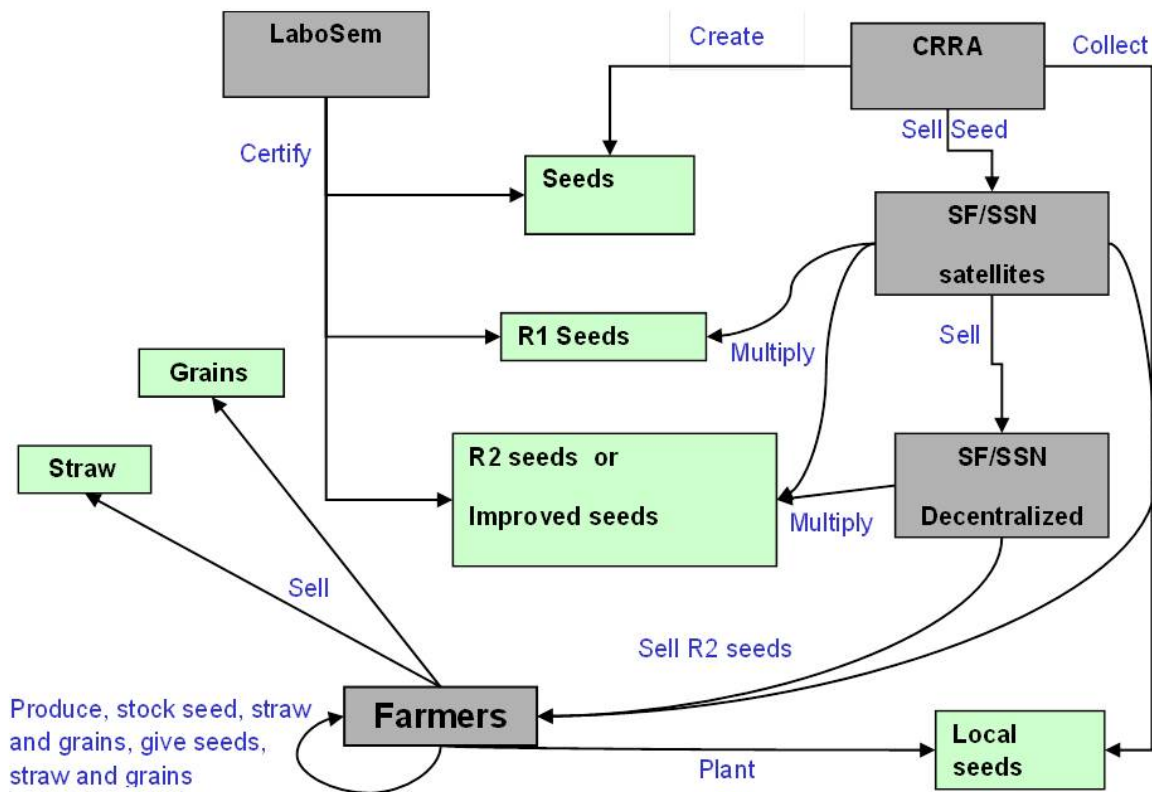 LaboSem
Create
CRRA
Collect
Sell Seed
Certify
Seeds
SF/SSN
satellites
R1 Seeds
Multiply
Sell
Grains
Straw
R2 seeds or
Improved seeds
SF/SSN
Decentralized
Multiply
Sell
Sell R2 seeds
Produce, stock seed, straw
and grains, give seeds,
straw and grains
Farmers
Plant
Local
seeds